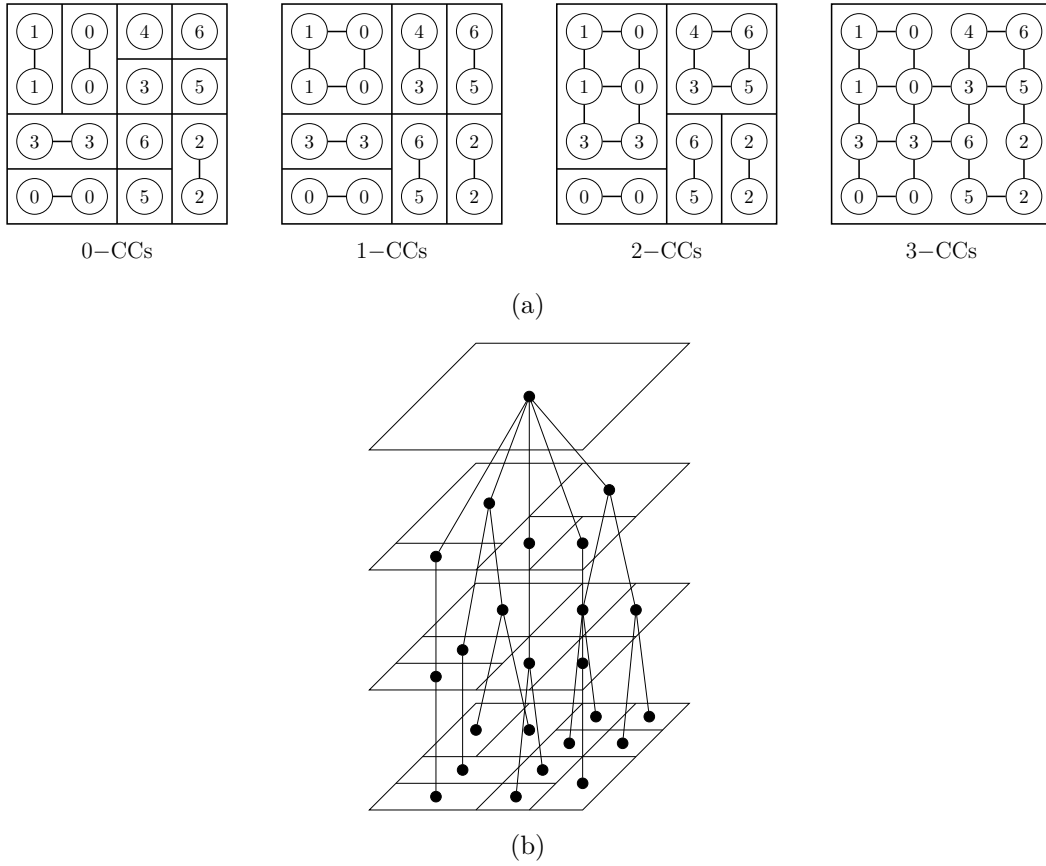 1 0 4 6 1 0 4 6 1 0 4 6 1 0 4 6
1 0 3 5 1 0 3 5 1 0 3 5 1 0 3 5
3 3 6 2 3 3 6 2 3 3 6 2 3 3 6 2
0 0 5 2 0 0 5 2 0 0 5 2 0 0 5 2
0−CCs 1−CCs 2−CCs 3−CCs
(a)
(b)